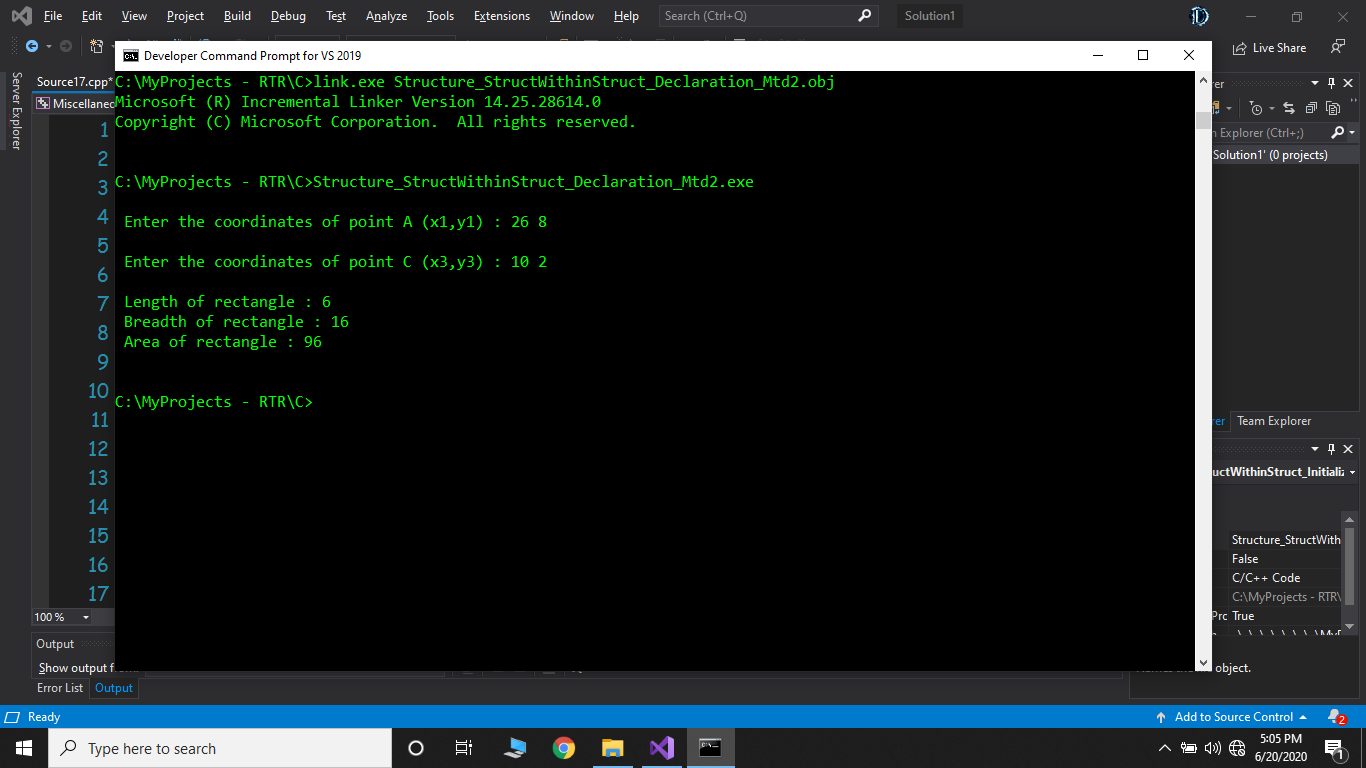 File Edit View Project Build Debug Test Analyze Tools Extensions Window Help Search (Ctrl+Q) Solution1
Live Share
Developer Command Prompt for VS 2019
Server Explorer
Source17.cpp*
Miscellaneo
C:\MyProjects - RTR\C>link.exe Structure_StructWithinStruct_Declaration_Mtd2.obj
Microsoft (R) Incremental Linker Version 14.25.28614.0
Copyright (C) Microsoft Corporation.  All rights reserved.
C:\MyProjects - RTR\C>Structure_StructWithinStruct_Declaration_Mtd2.exe
Enter the coordinates of point A (x1,y1) : 26 8
Enter the coordinates of point C (x3,y3) : 10 2
Length of rectangle : 6
Breadth of rectangle : 16
Area of rectangle : 96
C:\MyProjects - RTR\C>
1
2
3
4
5
6
7
8
9
10
11
12
13
14
15
16
17
100 %
er
n Explorer (Ctrl+;)
Solution1' (0 projects)
rer Team Explorer
uctWithinStruct_Initializ
Structure_StructWith
False
C/C++ Code
C:\MyProjects - RTR\
Prc True
object.
Output
Show output f
Error List Output
Ready
Add to Source Control
2
Type here to search
5:05 PM
6/20/2020
1